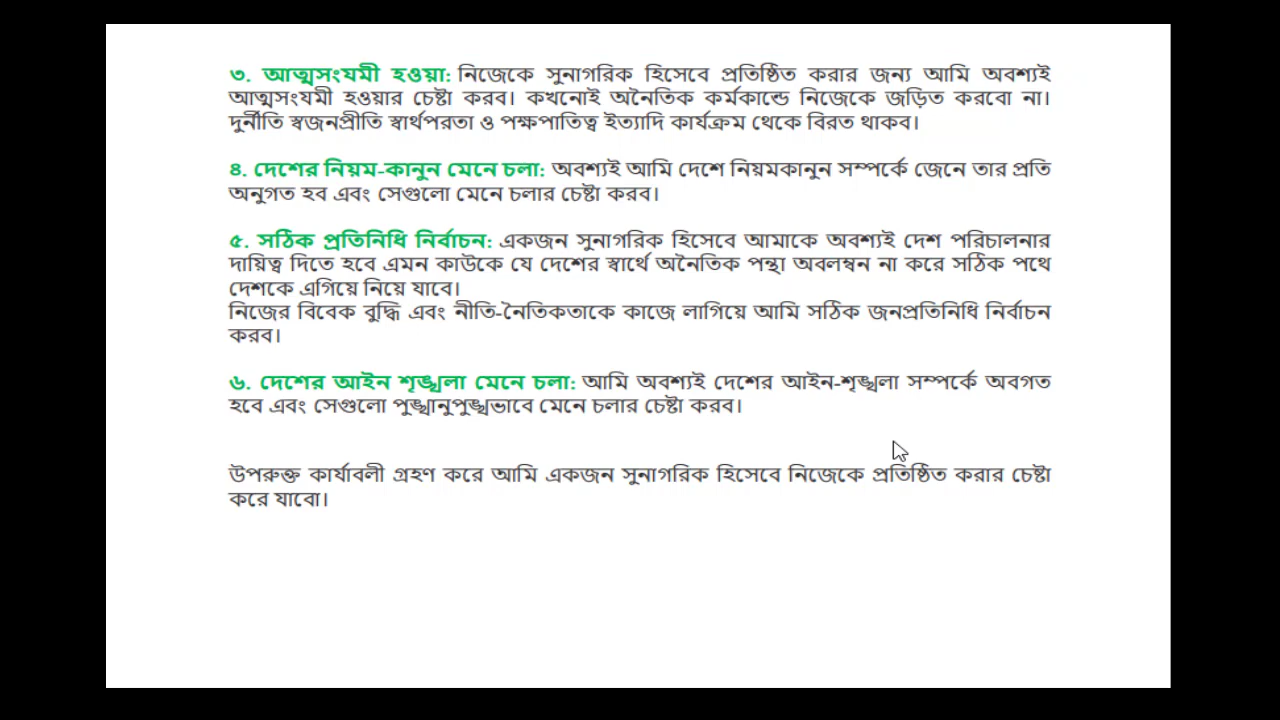 ৩. আত্মসংযমী হওয়া: নিজেকে সুনাগরিক হিসেবে প্রতিষ্ঠিত করার জন্য আমি অবশ্যই
আত্মসংযমী হওয়ার চেষ্টা করব। কখনোই অনৈতিক কর্মকান্ডে নিজেকে জড়িত করবো না।
দুর্নীতি স্বজনপ্রীতি স্বার্থপরতা ও পক্ষপাতিত্ব ইত্যাদি কার্যক্রম থেকে বিরত থাকব।
৪. দেশের নিয়ম-কানুন মেনে চলা: অবশ্যই আমি দেশে নিয়মকানুন সম্পর্কে জেনে তার প্রতি
অনুগত হব এবং সেগুলো মেনে চলার চেষ্টা করব।
৫. সঠিক প্রতিনিধি নির্বাচন: একজন সুনাগরিক হিসেবে আমাকে অবশ্যই দেশ পরিচালনার
দায়িত্ব দিতে হবে এমন কাউকে যে দেশের স্বার্থে অনৈতিক পন্থা অবলম্বন না করে সঠিক পথে
দেশকে এগিয়ে নিয়ে যাবে।
নিজের বিবেক বুদ্ধি এবং নীতি-নৈতিকতাকে কাজে লাগিয়ে আমি সঠিক জনপ্রতিনিধি নির্বাচন
করব।
৬. দেশের আইন শৃঙ্খলা মেনে চলা: আমি অবশ্যই দেশের আইন-শৃঙ্খলা সম্পর্কে অবগত
হবে এবং সেগুলো পুঙ্খানুপুঙ্খভাবে মেনে চলার চেষ্টা করব।
উপরুক্ত কার্যাবলী গ্রহণ করে আমি একজন সুনাগরিক হিসেবে নিজেকে প্রতিষ্ঠিত করার চেষ্টা
করে যাবো।